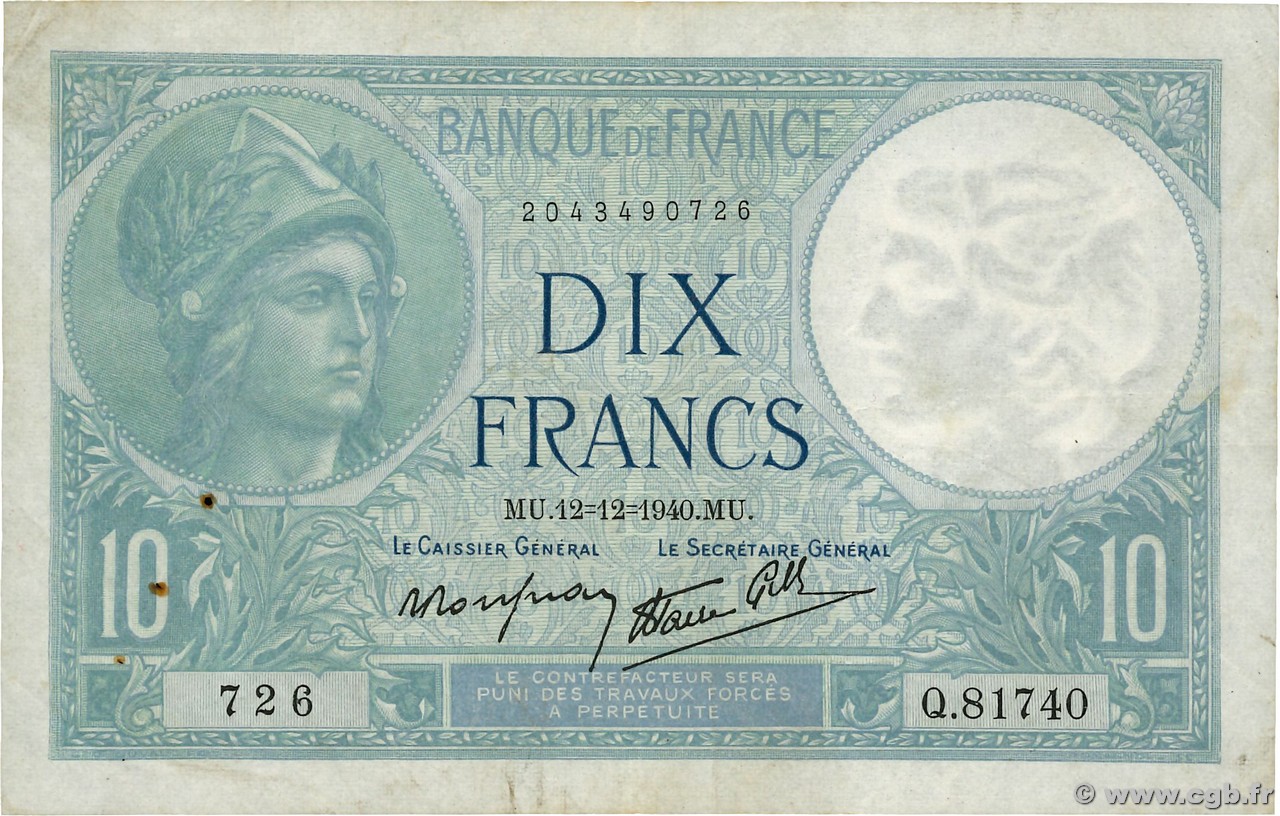 BANQUE DE FRANCE
2043490726
DIX
FRANCS
MU.12=12=1940.MU.
LE CAISSIER GÉNÉRAL LE SECRÉTAIRE GÉNÉRAL
10 10
LE CONTREFACTEUR SERA
PUNI DES TRAVAUX FORCÉS
A PERPÉTUITÉ
726 Q.81740
© www.cgb.fr